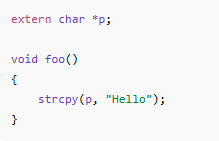 extern char *p;
void foo()
{
    strcpy(p, "Hello");
}